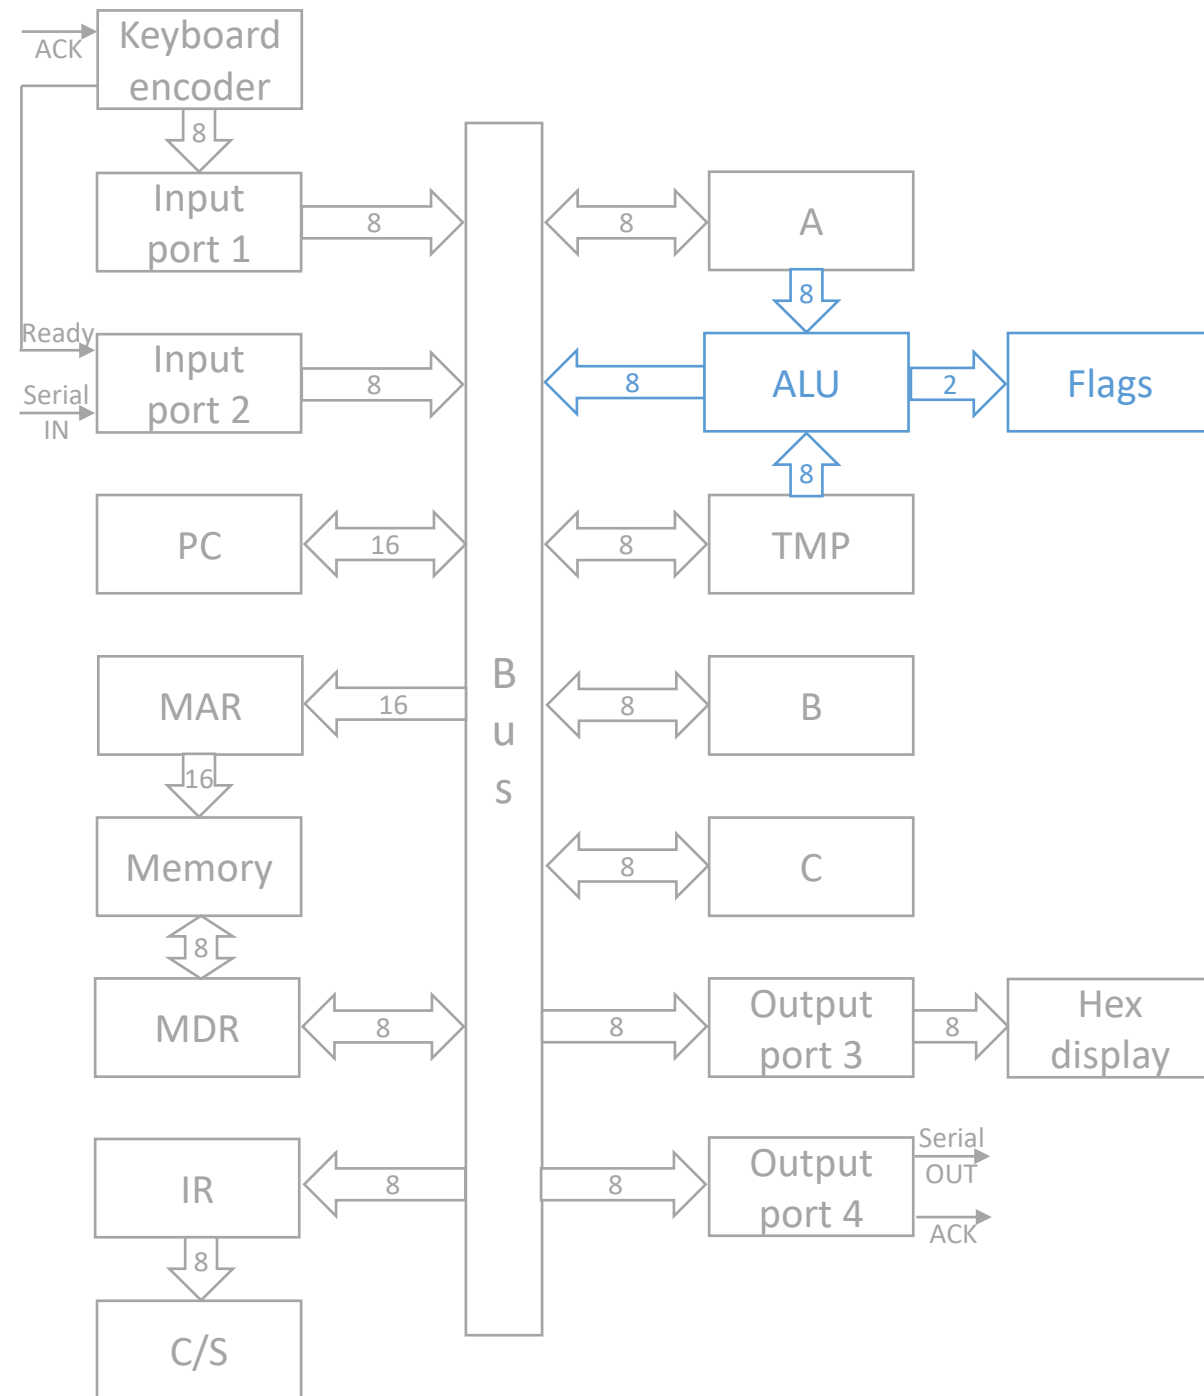 Keyboard
encoder
ACK
8
Input
port 1
8
8
A
8
Ready
Serial
IN
Input
port 2
8
8
ALU
2
Flags
8
PC
16
8
TMP
MAR
16
B
u
s
8
B
16
Memory
8
C
8
MDR
8
8
Output
port 3
8
Hex
display
IR
8
8
Output
port 4
Serial
OUT
ACK
8
C/S